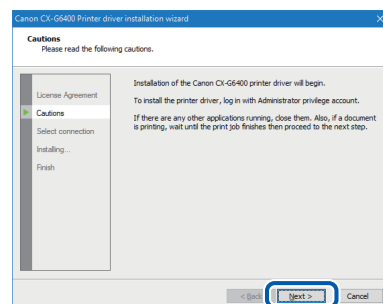 Canon CX-G6400 Printer driver installation wizard
Cautions
Please read the following cautions.
License Agreement
Cautions
Select connection
Installing...
Finish
Installation of the Canon CX-G6400 printer driver will begin.
To install the printer driver, log in with Administrator privilege account.
If there are any other applications running, close them. Also, if a document
is printing, wait until the print job finishes then proceed to the next step.
< Back
Next >
Cancel